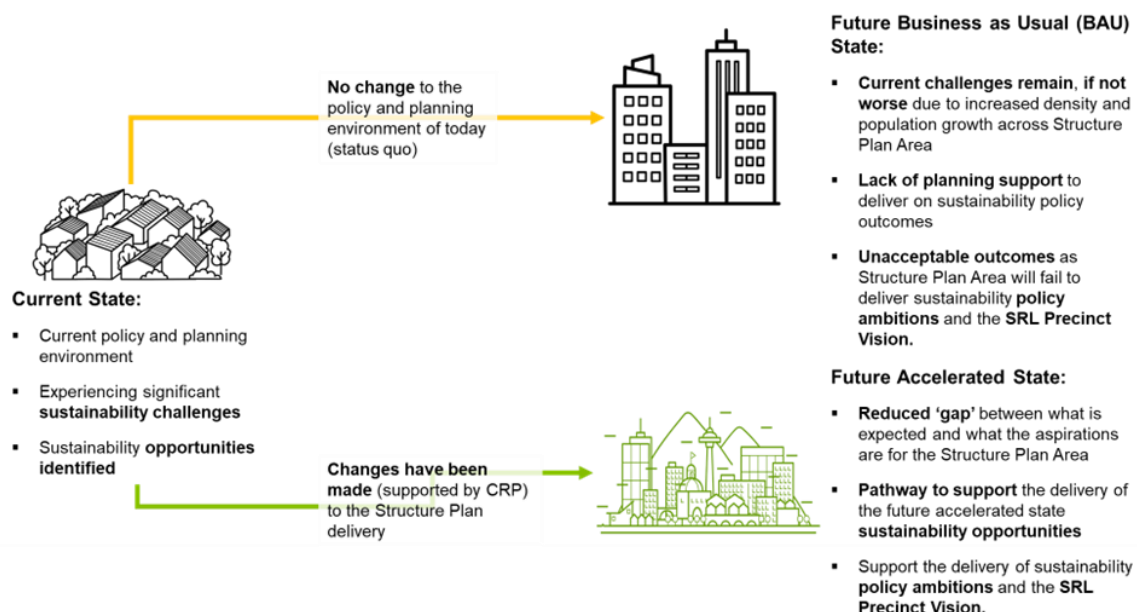 Current State:
▪ Current policy and planning
environment
▪ Experiencing significant
sustainability challenges
▪ Sustainability opportunities
identified
No change to the
policy and planning
environment of today
(status quo)
Changes have been
made (supported by CRP)
to the Structure Plan
delivery
Future Business as Usual (BAU)
State:
▪ Current challenges remain, if not
worse due to increased density and
population growth across Structure
Plan Area
▪ Lack of planning support to
deliver on sustainability policy
outcomes
▪ Unacceptable outcomes as
Structure Plan Area will fail to
deliver sustainability policy
ambitions and the SRL Precinct
Vision.
Future Accelerated State:
▪ Reduced ‘gap’ between what is
expected and what the aspirations
are for the Structure Plan Area
▪ Pathway to support the delivery of
the future accelerated state
sustainability opportunities
▪ Support the delivery of sustainability
policy ambitions and the SRL
Precinct Vision.